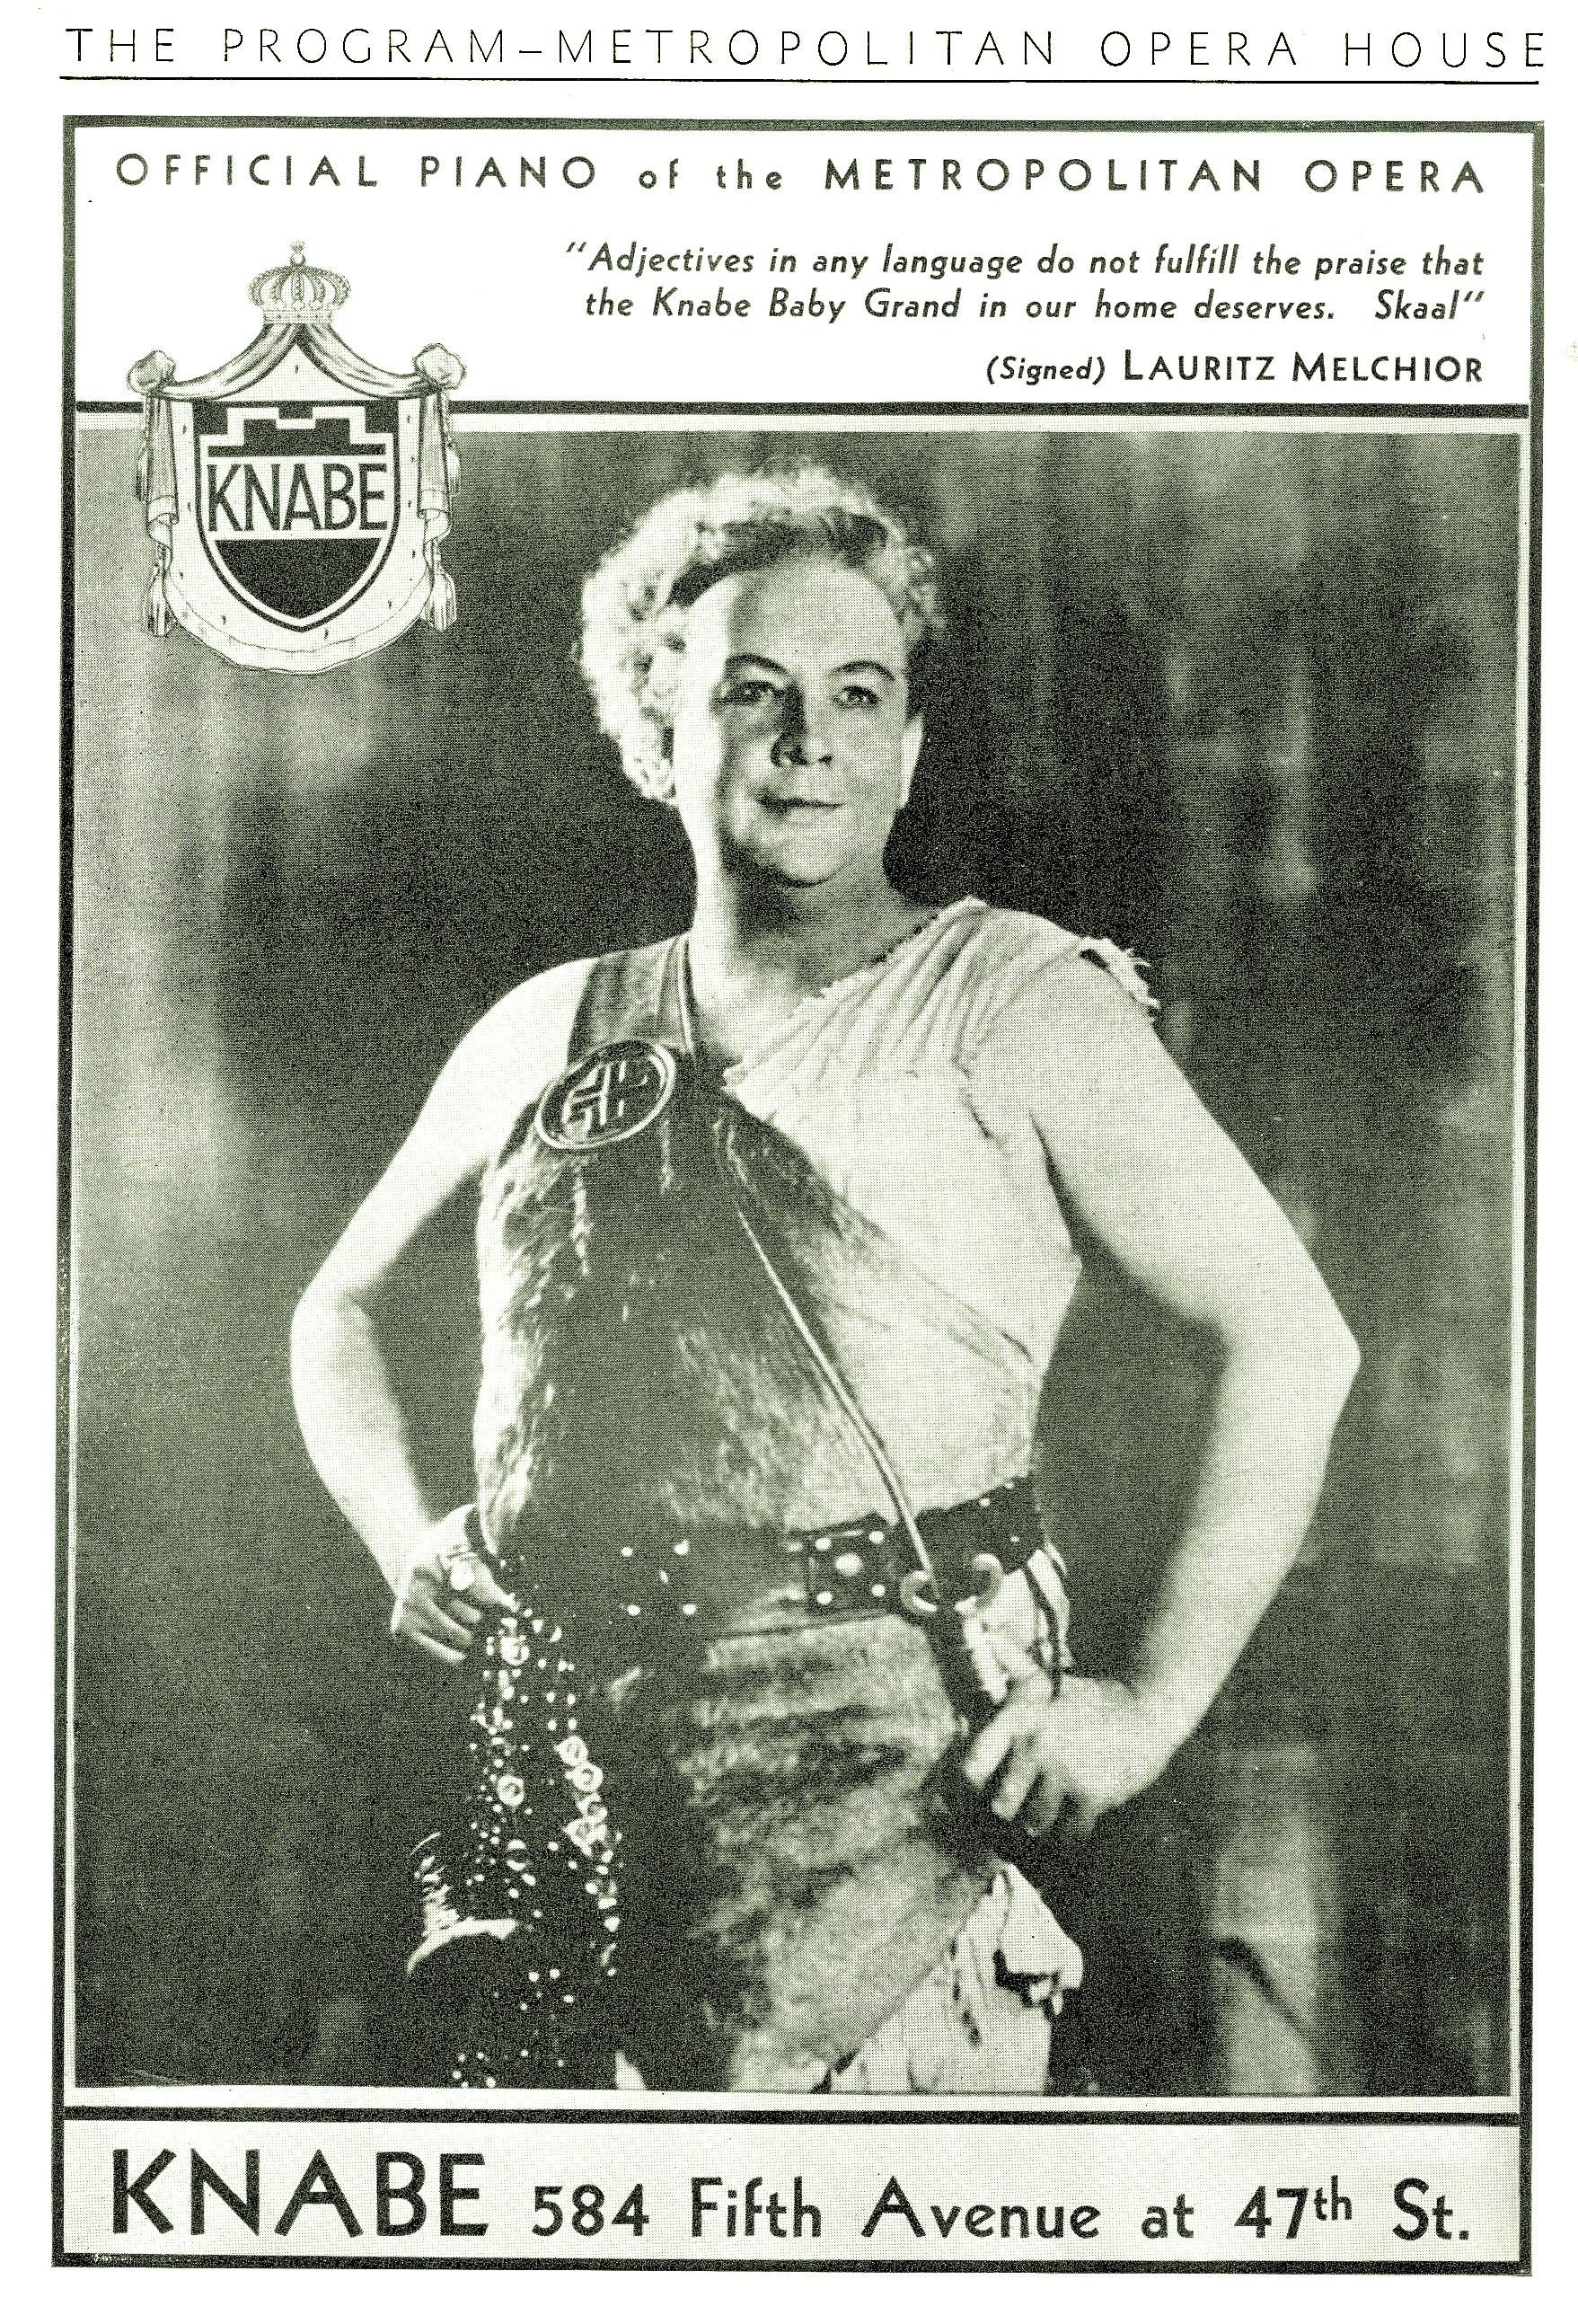 THE PROGRAM–METROPOLITAN OPERA HOUSE
OFFICIAL PIANO of the METROPOLITAN OPERA
"Adjectives in any language do not fulfill the praise that
the Knabe Baby Grand in our home deserves. Skaal"
(Signed) LAURITZ MELCHIOR
KNABE
KNABE 584 Fifth Avenue at 47th St.